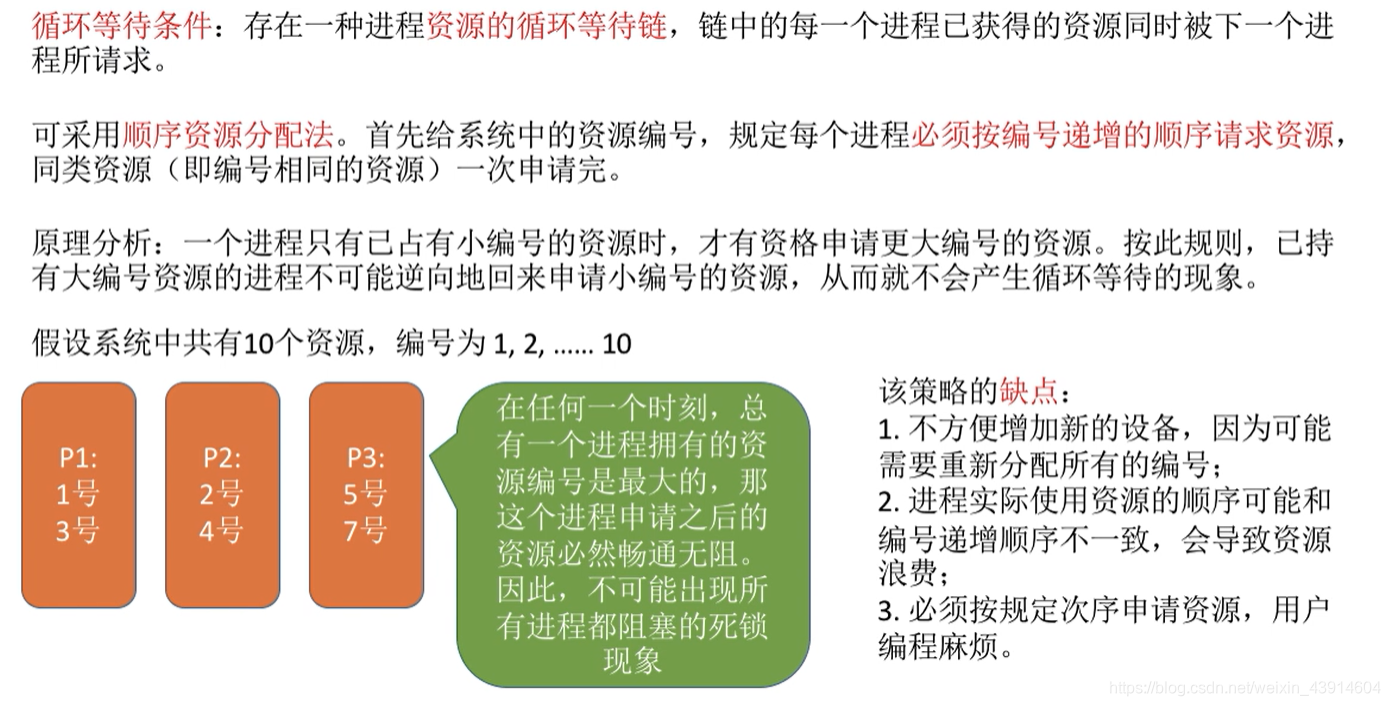 循环等待条件：存在一种进程资源的循环等待链，链中的每一个进程已获得的资源同时被下一个进
程所请求。
可采用顺序资源分配法。首先给系统中的资源编号，规定每个进程必须按编号递增的顺序请求资源，
同类资源（即编号相同的资源）一次申请完。
原理分析：一个进程只有已占有小编号的资源时，才有资格申请更大编号的资源。按此规则，已持
有大编号资源的进程不可能逆向地回来申请小编号的资源，从而就不会产生循环等待的现象。
假设系统中共有10个资源，编号为 1, 2, …… 10
P1:
1号
3号
P2:
2号
4号
P3:
5号
7号
在任何一个时刻，总
有一个进程拥有的资
源编号是最大的，那
这个进程申请之后的
资源必然畅通无阻。
因此，不可能出现所
有进程都阻塞的死锁
现象
该策略的缺点：
1. 不方便增加新的设备，因为可能
需要重新分配所有的编号；
2. 进程实际使用资源的顺序可能和
编号递增顺序不一致，会导致资源
浪费；
3. 必须按规定次序申请资源，用户
编程麻烦。
https://blog.csdn.net/weixin_43914604